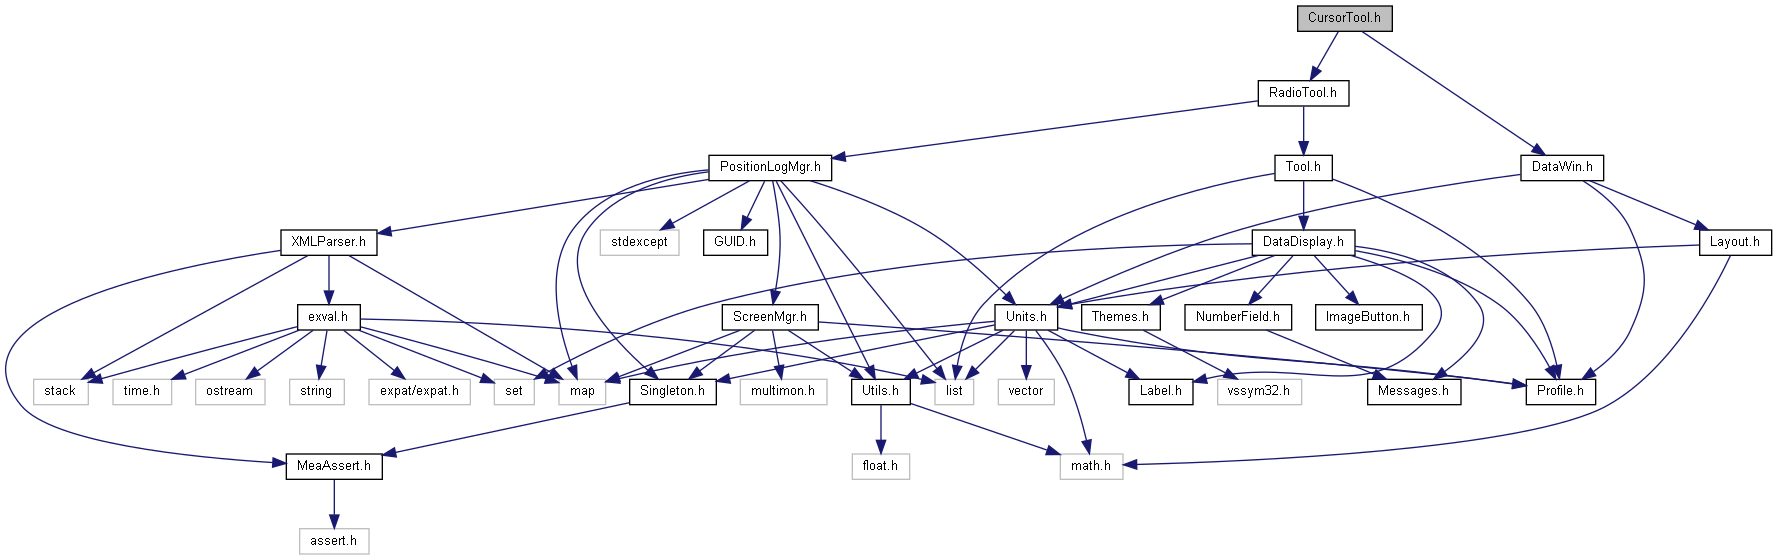 CursorTool.h
RadioTool.h
PositionLogMgr.h
Tool.h
DataWin.h
XMLParser.h
stdexcept
GUID.h
DataDisplay.h
Layout.h
exval.h
ScreenMgr.h
Units.h
Themes.h
NumberField.h
ImageButton.h
stack
time.h
ostream
string
expat/expat.h
set
map
Singleton.h
multimon.h
Utils.h
list
vector
Label.h
vssym32.h
Messages.h
Profile.h
MeaAssert.h
float.h
math.h
assert.h